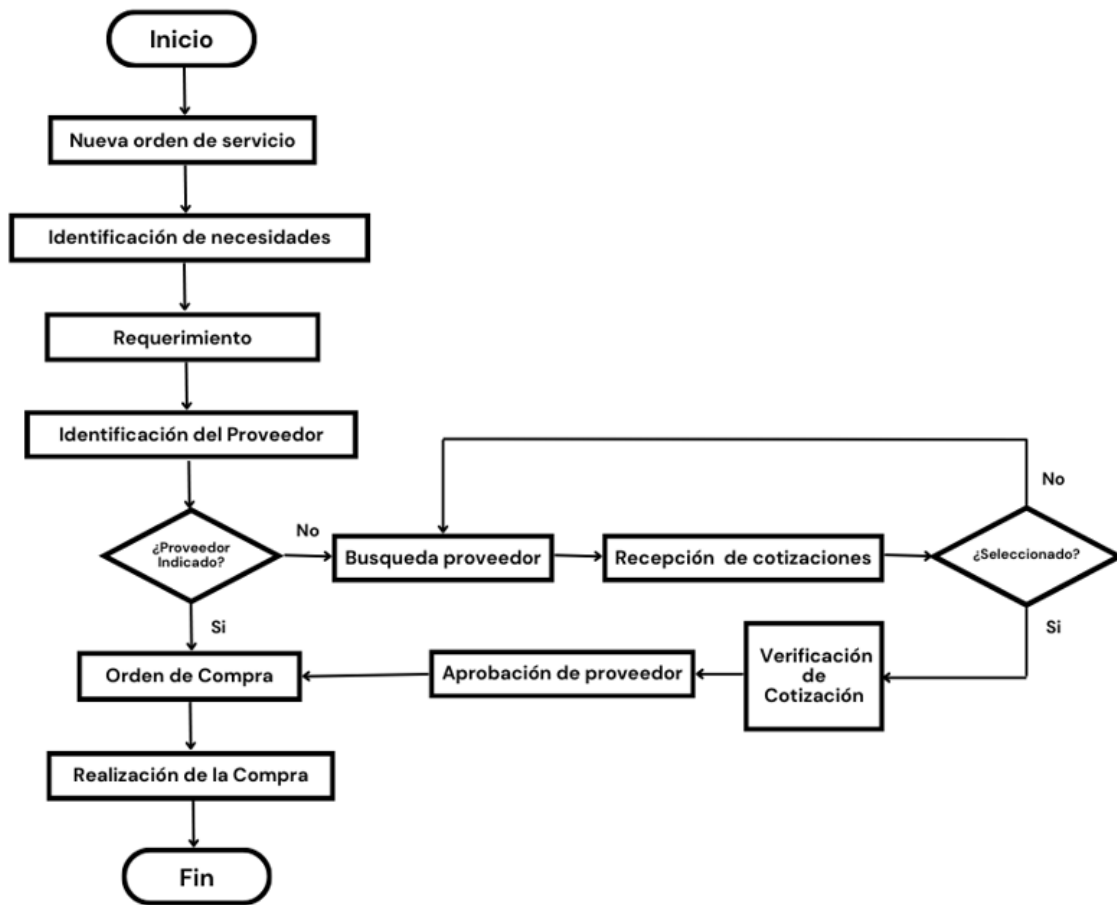 Inicio
Nueva orden de servicio
Identificación de necesidades
Requerimiento
Identificación del Proveedor
¿Proveedor
Indicado?
No
Busqueda proveedor
Recepción de cotizaciones
¿Seleccionado?
No
Si
Si
Verificación
de
Cotización
Aprobación de proveedor
Orden de Compra
Realización de la Compra
Fin